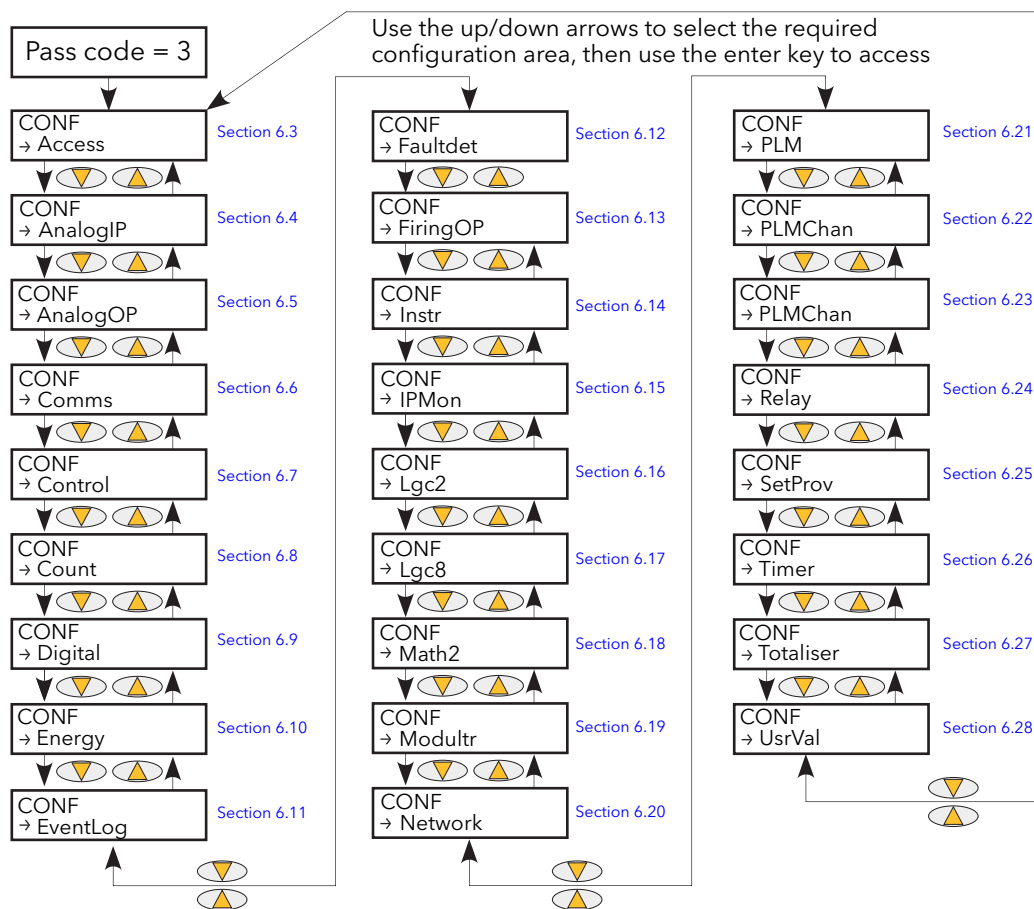 Use the up/down arrows to select the required
configuration area, then use the enter key to access
Pass code = 3
CONF
→ Access
Section 6.3
CONF
→ AnalogIP
Section 6.4
CONF
→ AnalogOP
Section 6.5
CONF
→ Comms
Section 6.6
CONF
→ Control
Section 6.7
CONF
→ Count
Section 6.8
CONF
→ Digital
Section 6.9
CONF
→ Energy
Section 6.10
CONF
→ EventLog
Section 6.11
CONF
→ Faultdet
Section 6.12
CONF
→ FiringOP
Section 6.13
CONF
→ Instr
Section 6.14
CONF
→ IPMon
Section 6.15
CONF
→ Lgc2
Section 6.16
CONF
→ Lgc8
Section 6.17
CONF
→ Math2
Section 6.18
CONF
→ Modultr
Section 6.19
CONF
→ Network
Section 6.20
CONF
→ PLM
Section 6.21
CONF
→ PLMChan
Section 6.22
CONF
→ PLMChan
Section 6.23
CONF
→ Relay
Section 6.24
CONF
→ SetProv
Section 6.25
CONF
→ Timer
Section 6.26
CONF
→ Totaliser
Section 6.27
CONF
→ UsrVal
Section 6.28